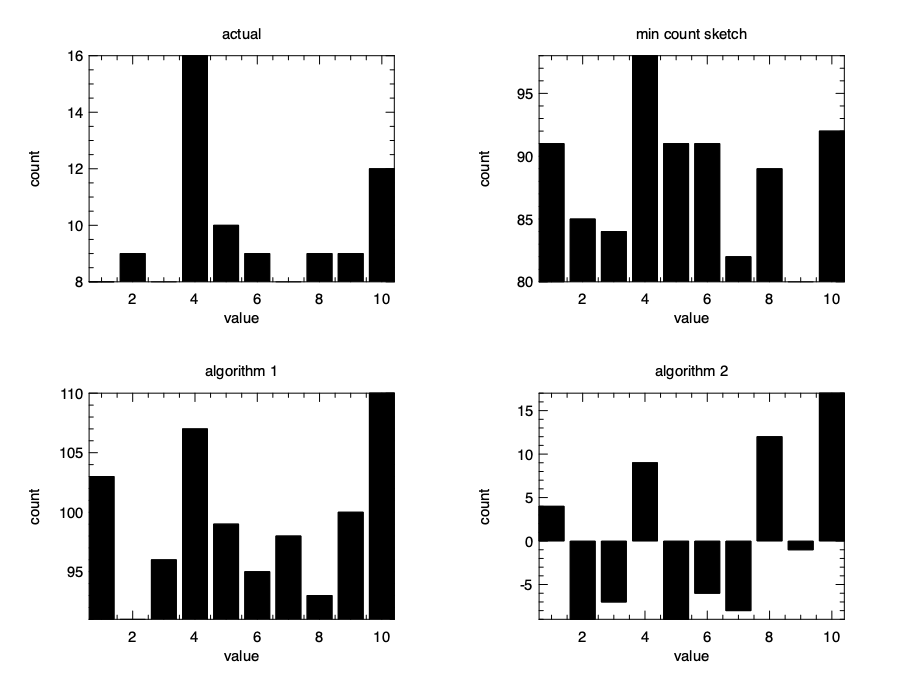 actual
16
14
12
10
8
count
2 4 6 8 10
value
min count sketch
95
90
85
80
count
2 4 6 8 10
value
algorithm 1
110
105
100
95
count
2 4 6 8 10
value
algorithm 2
15
10
5
0
-5
count
2 4 6 8 10
value